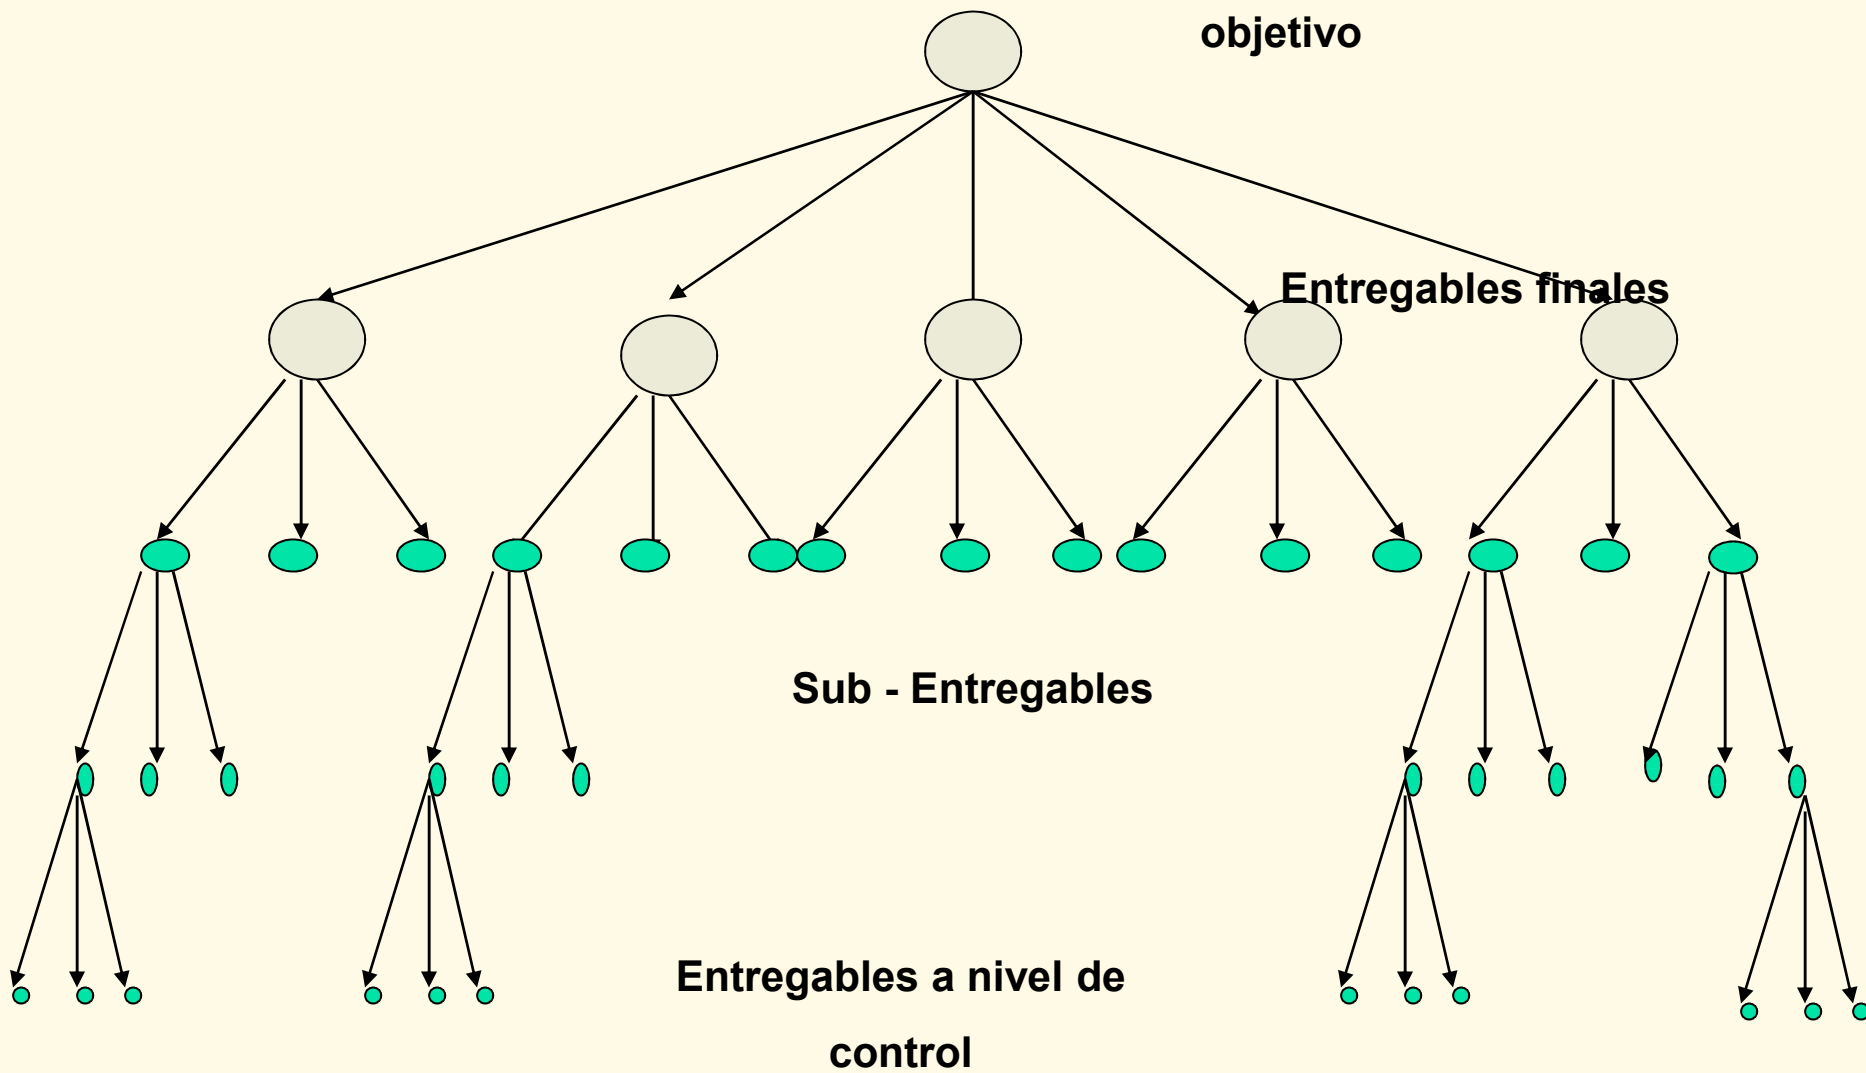 objetivo
Entregables finales
Sub - Entregables
Entregables a nivel de
control